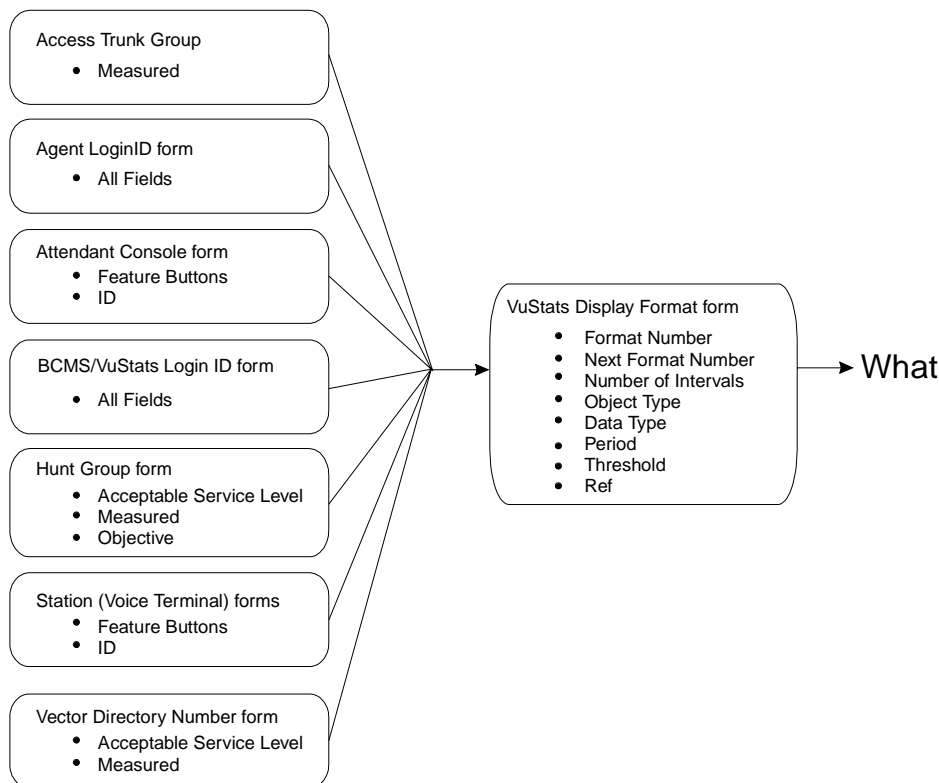 Access Trunk Group
• Measured
Agent LoginID form
• All Fields
Attendant Console form
• Feature Buttons
• ID
BCMS/VuStats Login ID form
• All Fields
Hunt Group form
• Acceptable Service Level
• Measured
• Objective
Station (Voice Terminal) forms
• Feature Buttons
• ID
Vector Directory Number form
• Acceptable Service Level
• Measured
VuStats Display Format form
• Format Number
• Next Format Number
• Number of Intervals
• Object Type
• Data Type
• Period
• Threshold
• Ref
What